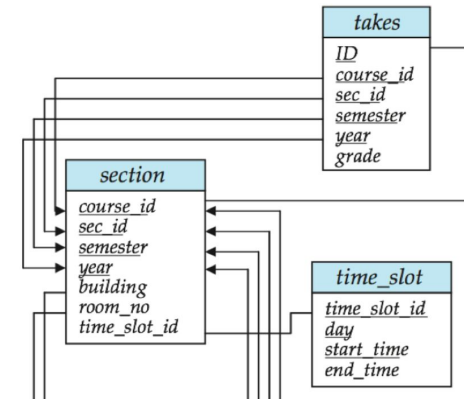 takes
ID
course_id
sec_id
semester
year
grade
section
course_id
sec_id
semester
year
building
room_no
time_slot_id
time_slot
time_slot_id
day
start_time
end_time